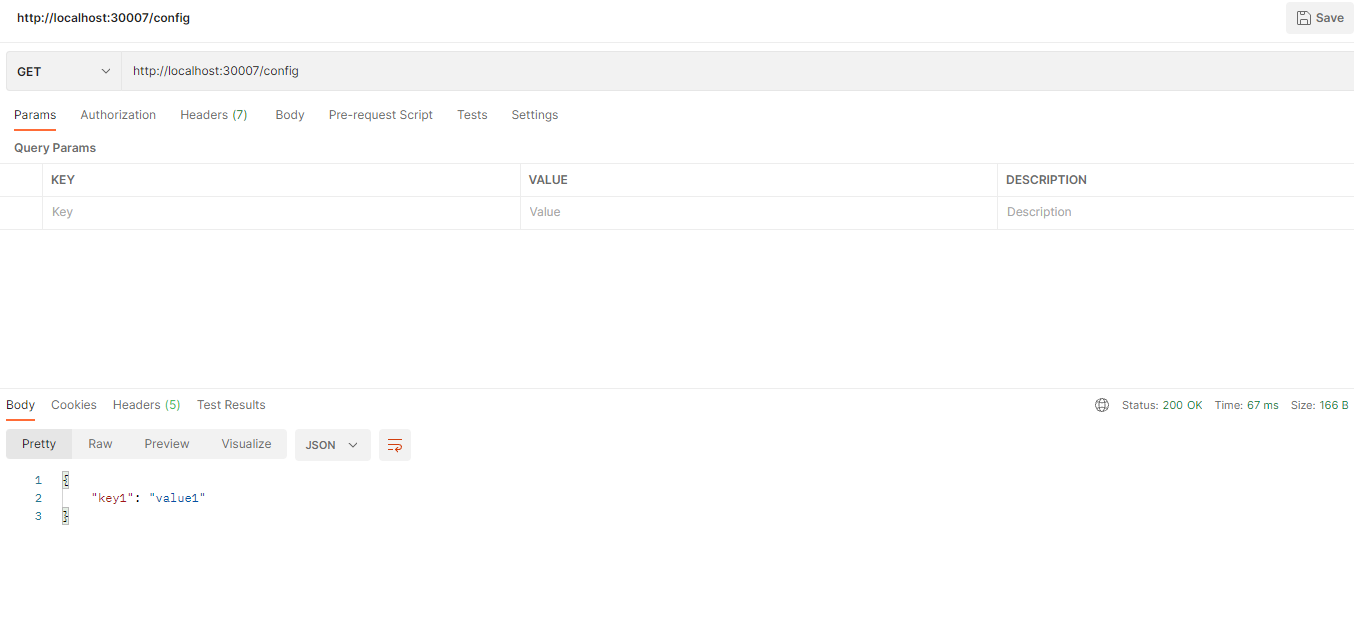 http://localhost:30007/config
Save
GET http://localhost:30007/config
Params Authorization Headers (7) Body Pre-request Script Tests Settings
Query Params
KEY VALUE DESCRIPTION
Key Value Description
Body Cookies Headers (5) Test Results Status: 200 OK Time: 67 ms Size: 166 B
Pretty Raw Preview Visualize JSON
1 {
2 "key1": "value1"
3 }